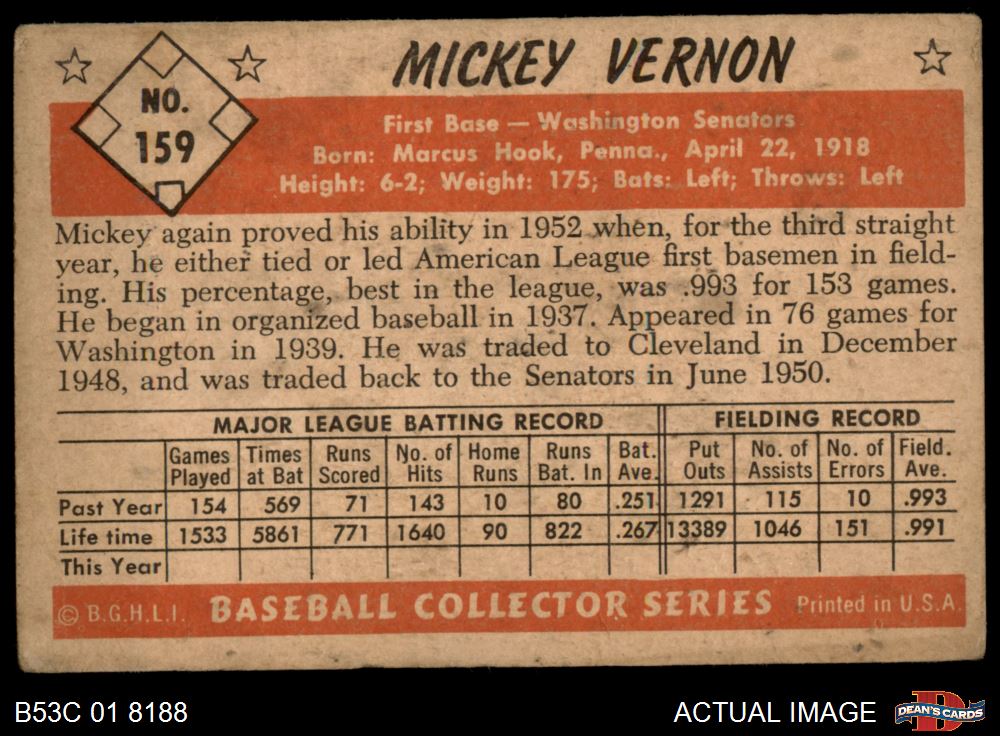 MICKEY VERNON
NO.
159
First Base — Washington Senators
Born: Marcus Hook, Penna., April 22, 1918
Height: 6-2; Weight: 175; Bats: Left; Throws: Left
Mickey again proved his ability in 1952 when, for the third straight
year, he either tied or led American League first basemen in field-
ing. His percentage, best in the league, was .993 for 153 games.
He began in organized baseball in 1937. Appeared in 76 games for
Washington in 1939. He was traded to Cleveland in December
1948, and was traded back to the Senators in June 1950.
MAJOR LEAGUE BATTING RECORD FIELDING RECORD
Games Times Runs No. of Home Runs Bat. Put No. of No. of Field.
Played at Bat Scored Hits Runs Bat. In Ave. Outs Assists Errors Ave.
Past Year 154 569 71 143 10 80 .251 1291 115 10 .993
Life time 1533 5861 771 1640 90 822 .267 13389 1046 151 .991
This Year
© B.G.H.L.I. BASEBALL COLLECTOR SERIES Printed in U.S.A.
B53C 01 8188 ACTUAL IMAGE DEAN'S CARDS